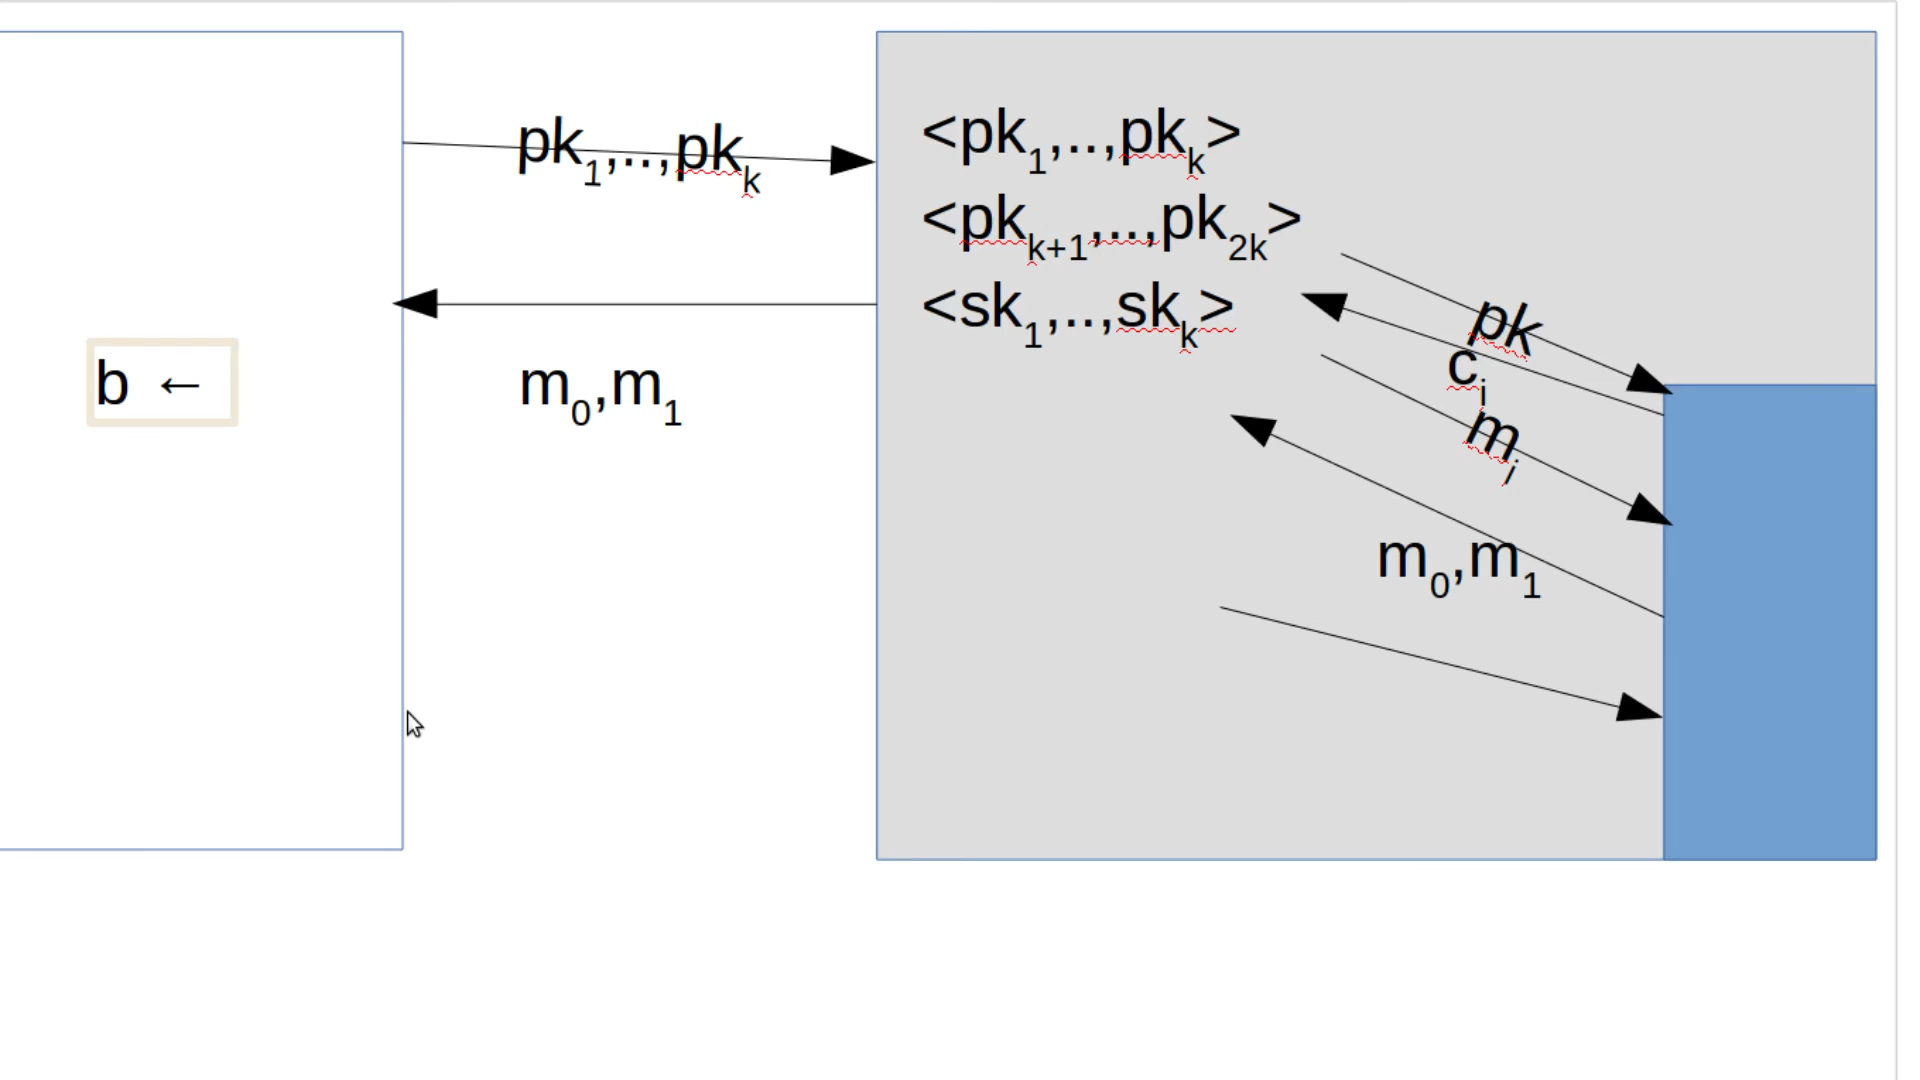 pk1,..,pkk
m0,m1
b ←
<pk1,..,pkk>
<pkk+1,..,pk2k>
<sk1,..,skk>
pk
ci
mi
m0,m1